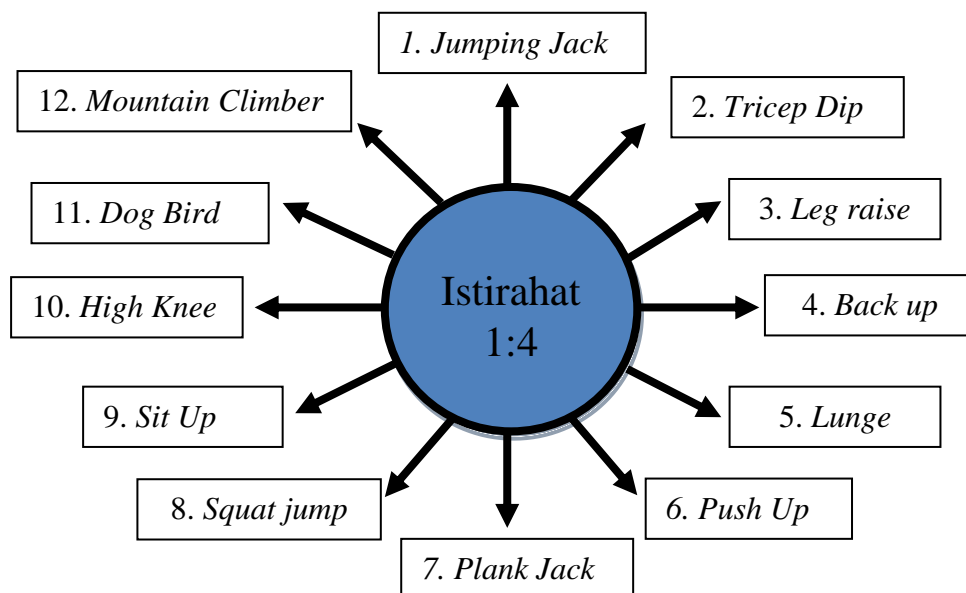 1. Jumping Jack
2. Tricep Dip
3. Leg raise
4. Back up
5. Lunge
6. Push Up
7. Plank Jack
8. Squat jump
9. Sit Up
10. High Knee
11. Dog Bird
12. Mountain Climber
Istirahat
1:4